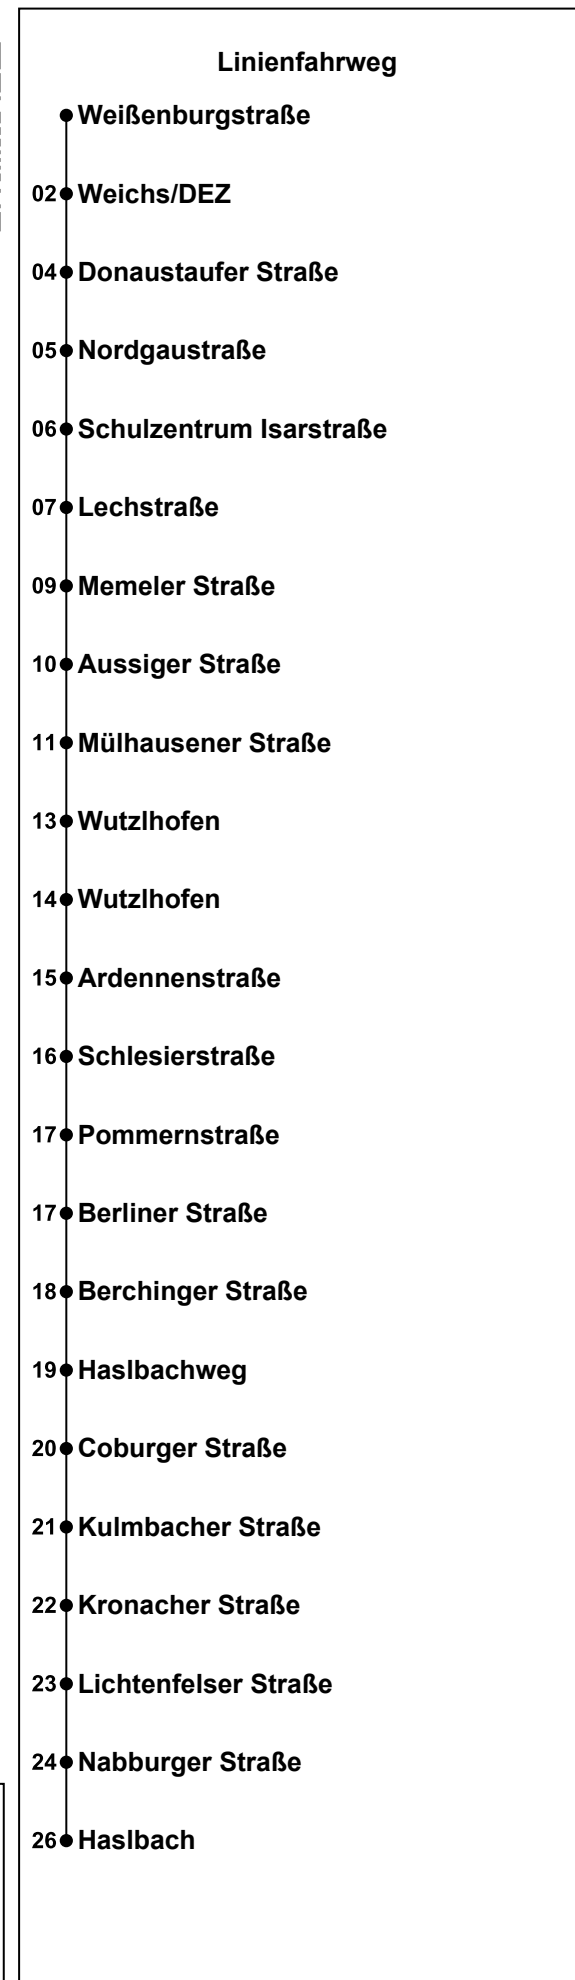 Linienfahrweg
Weißenburgstraße
02 Weichs/DEZ
04 Donaustaufer Straße
05 Nordgaustraße
06 Schulzentrum Isarstraße
07 Lechstraße
09 Memeler Straße
10 Aussiger Straße
11 Mülhausener Straße
13 Wutzlhofen
14 Wutzlhofen
15 Ardennenstraße
16 Schlesierstraße
17 Pommernstraße
17 Berliner Straße
18 Berchinger Straße
19 Haslbachweg
20 Coburger Straße
21 Kulmbacher Straße
22 Kronacher Straße
23 Lichtenfelser Straße
24 Nabburger Straße
26 Haslbach